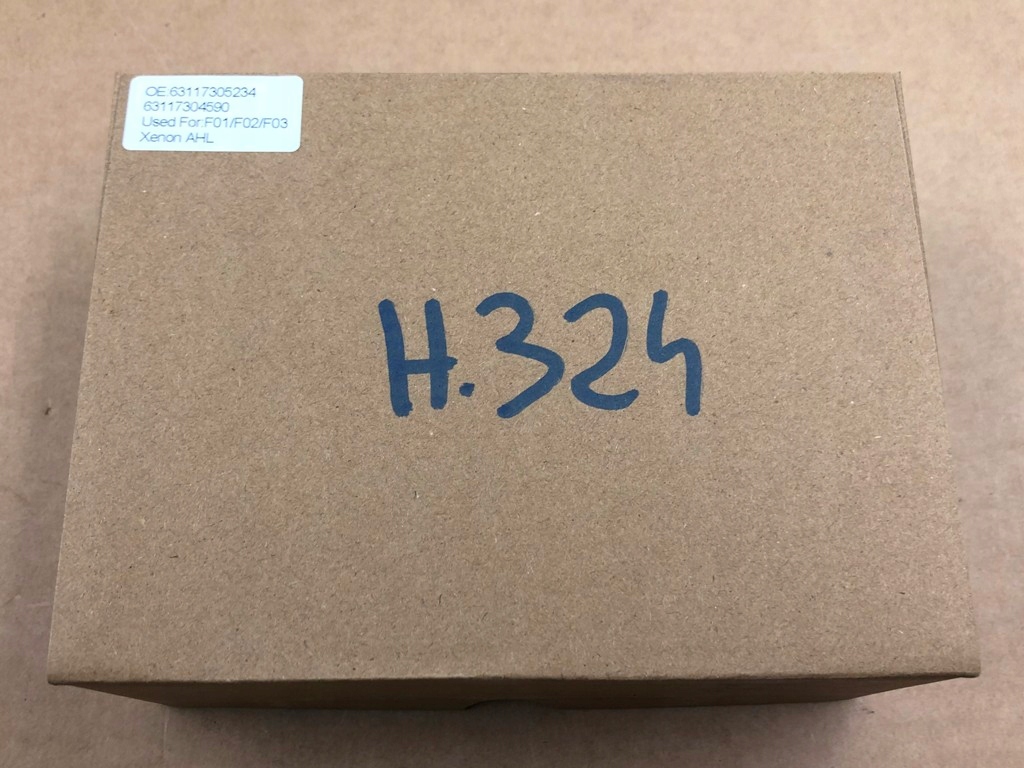 OE:63117305234
63117304590
Used For:F01/F02/F03
Xenon AHL
H.324